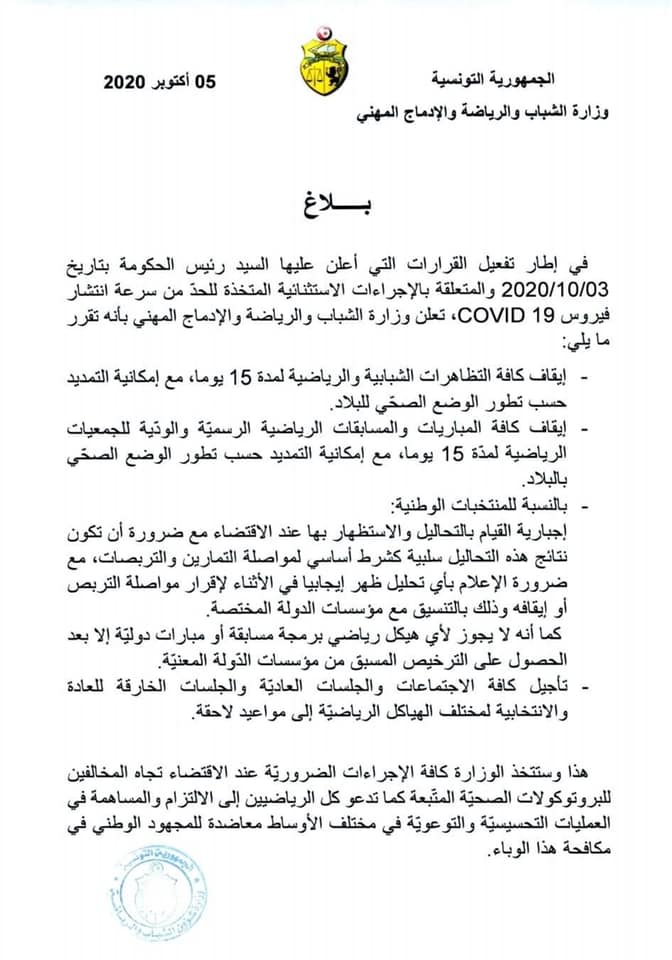 الجمهورية التونسية
05 أكتوبر 2020
وزارة الشباب والرياضة والإدماج المهني
بـــلاغ
في إطار تفعيل القرارات التي أعلن عليها السيد رئيس الحكومة بتاريخ
2020/10/03 والمتعلقة بالإجراءات الاستثنائية المتخذة للحدّ من سرعة انتشار
فيروس COVID 19، تعلن وزارة الشباب والرياضة والإدماج المهني بأنه تقرر
ما يلي:
- إيقاف كافة التظاهرات الشبابية والرياضية لمدة 15 يوما، مع إمكانية التمديد
حسب تطور الوضع الصحّي للبلاد.
- إيقاف كافة المباريات والمسابقات الرياضية الرسميّة والودّية للجمعيات
الرياضية لمدّة 15 يوما، مع إمكانية التمديد حسب تطور الوضع الصحّي
بالبلاد.
- بالنسبة للمنتخبات الوطنية:
إجبارية القيام بالتحاليل والاستظهار بها عند الاقتضاء مع ضرورة أن تكون
نتائج هذه التحاليل سلبية كشرط أساسي لمواصلة التمارين والتربصات، مع
ضرورة الإعلام بأي تحليل ظهر إيجابيا في الأثناء لإقرار مواصلة التربص
أو إيقافه وذلك بالتنسيق مع مؤسسات الدولة المختصة.
كما أنه لا يجوز لأي هيكل رياضي برمجة مسابقة أو مبارات دوليّة إلا بعد
الحصول على الترخيص المسبق من مؤسسات الدّولة المعنيّة.
- تأجيل كافة الاجتماعات والجلسات العاديّة والجلسات الخارقة للعادة
والانتخابية لمختلف الهياكل الرياضيّة إلى مواعيد لاحقة.
هذا وستتخذ الوزارة كافة الإجراءات الضروريّة عند الاقتضاء تجاه المخالفين
للبروتوكولات الصحيّة المتّبعة كما تدعو كل الرياضيين إلى الالتزام والمساهمة في
العمليات التحسيسيّة والتوعويّة في مختلف الأوساط معاضدة للمجهود الوطني في
مكافحة هذا الوباء.
الجمهورية التونسية
وزارة شؤون الشباب والرياضة